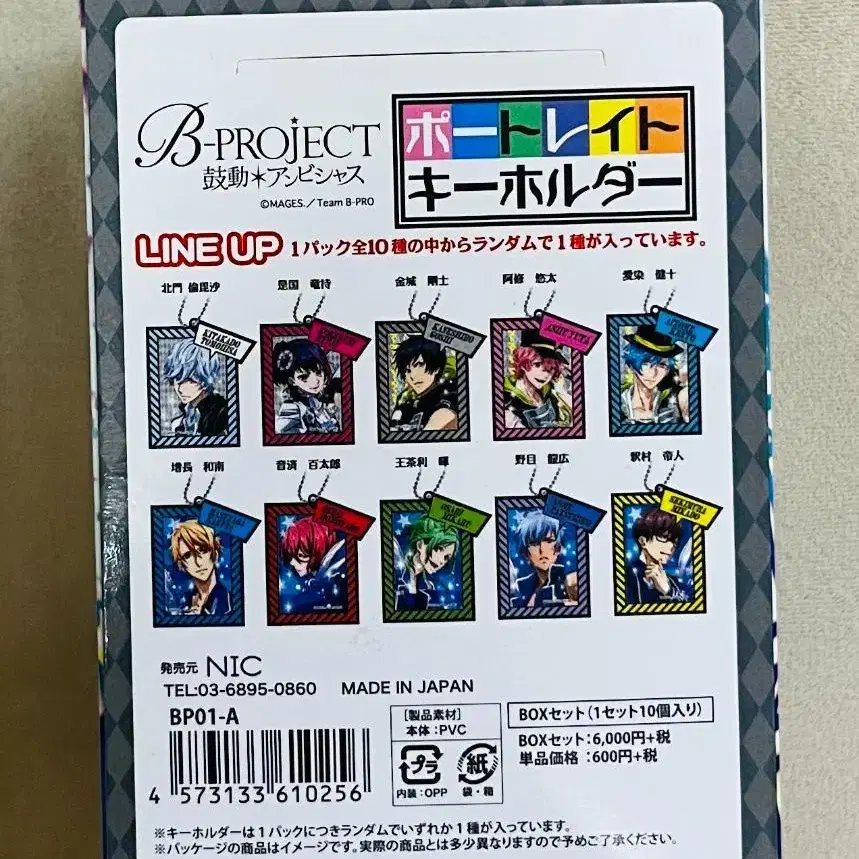 B-PROJECT
鼓動*アンビシャス
©MAGES./Team B-PRO
ポートレイト
キーホルダー
LINE UP 1パック全10種の中からランダムで1種が入っています。
北門 倫毘沙 是国 竜持 金城 剛士 阿修 悠太 愛染 健十
KITAKADO TOMOHISA
KANESHIRO GOSHI
ASHU YUTA
増長 和南 音済 百太郎 王茶利 暉 野目 龍広 釈村 帝人
OSARI HIKARU
MIKADO
発売元 NIC
TEL:03-6895-0860 MADE IN JAPAN
BP01-A
4 573133 610256
[製品素材]
本体:PVC
プラ
紙
内装:OPP
袋・箱
BOXセット(1セット10個入り)
BOXセット:6,000円+税
単品価格:600円+税
※キーホルダーは1パックにつきランダムでいずれか1種が入っています。
※パッケージの商品はイメージです。実際の商品とは多少異なりますので予めご了承ください。